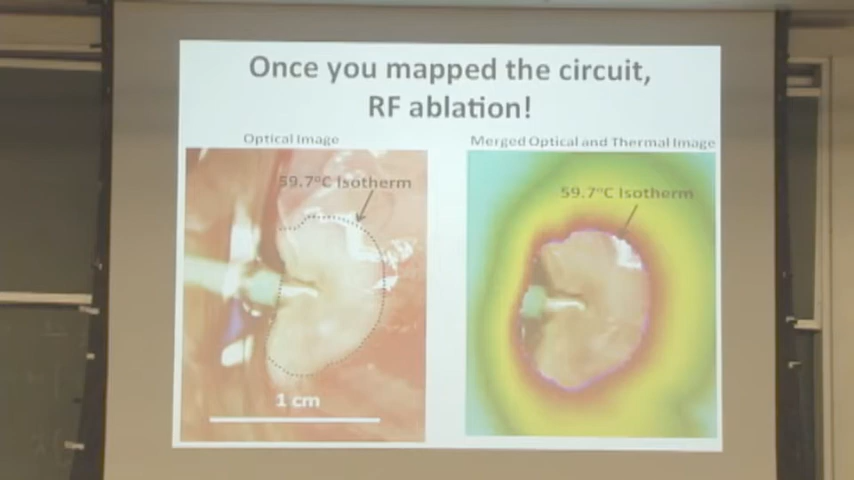 Once you mapped the circuit,
RF ablation!
Optical Image
Merged Optical and Thermal Image
59.7°C Isotherm
59.7°C Isotherm
1 cm